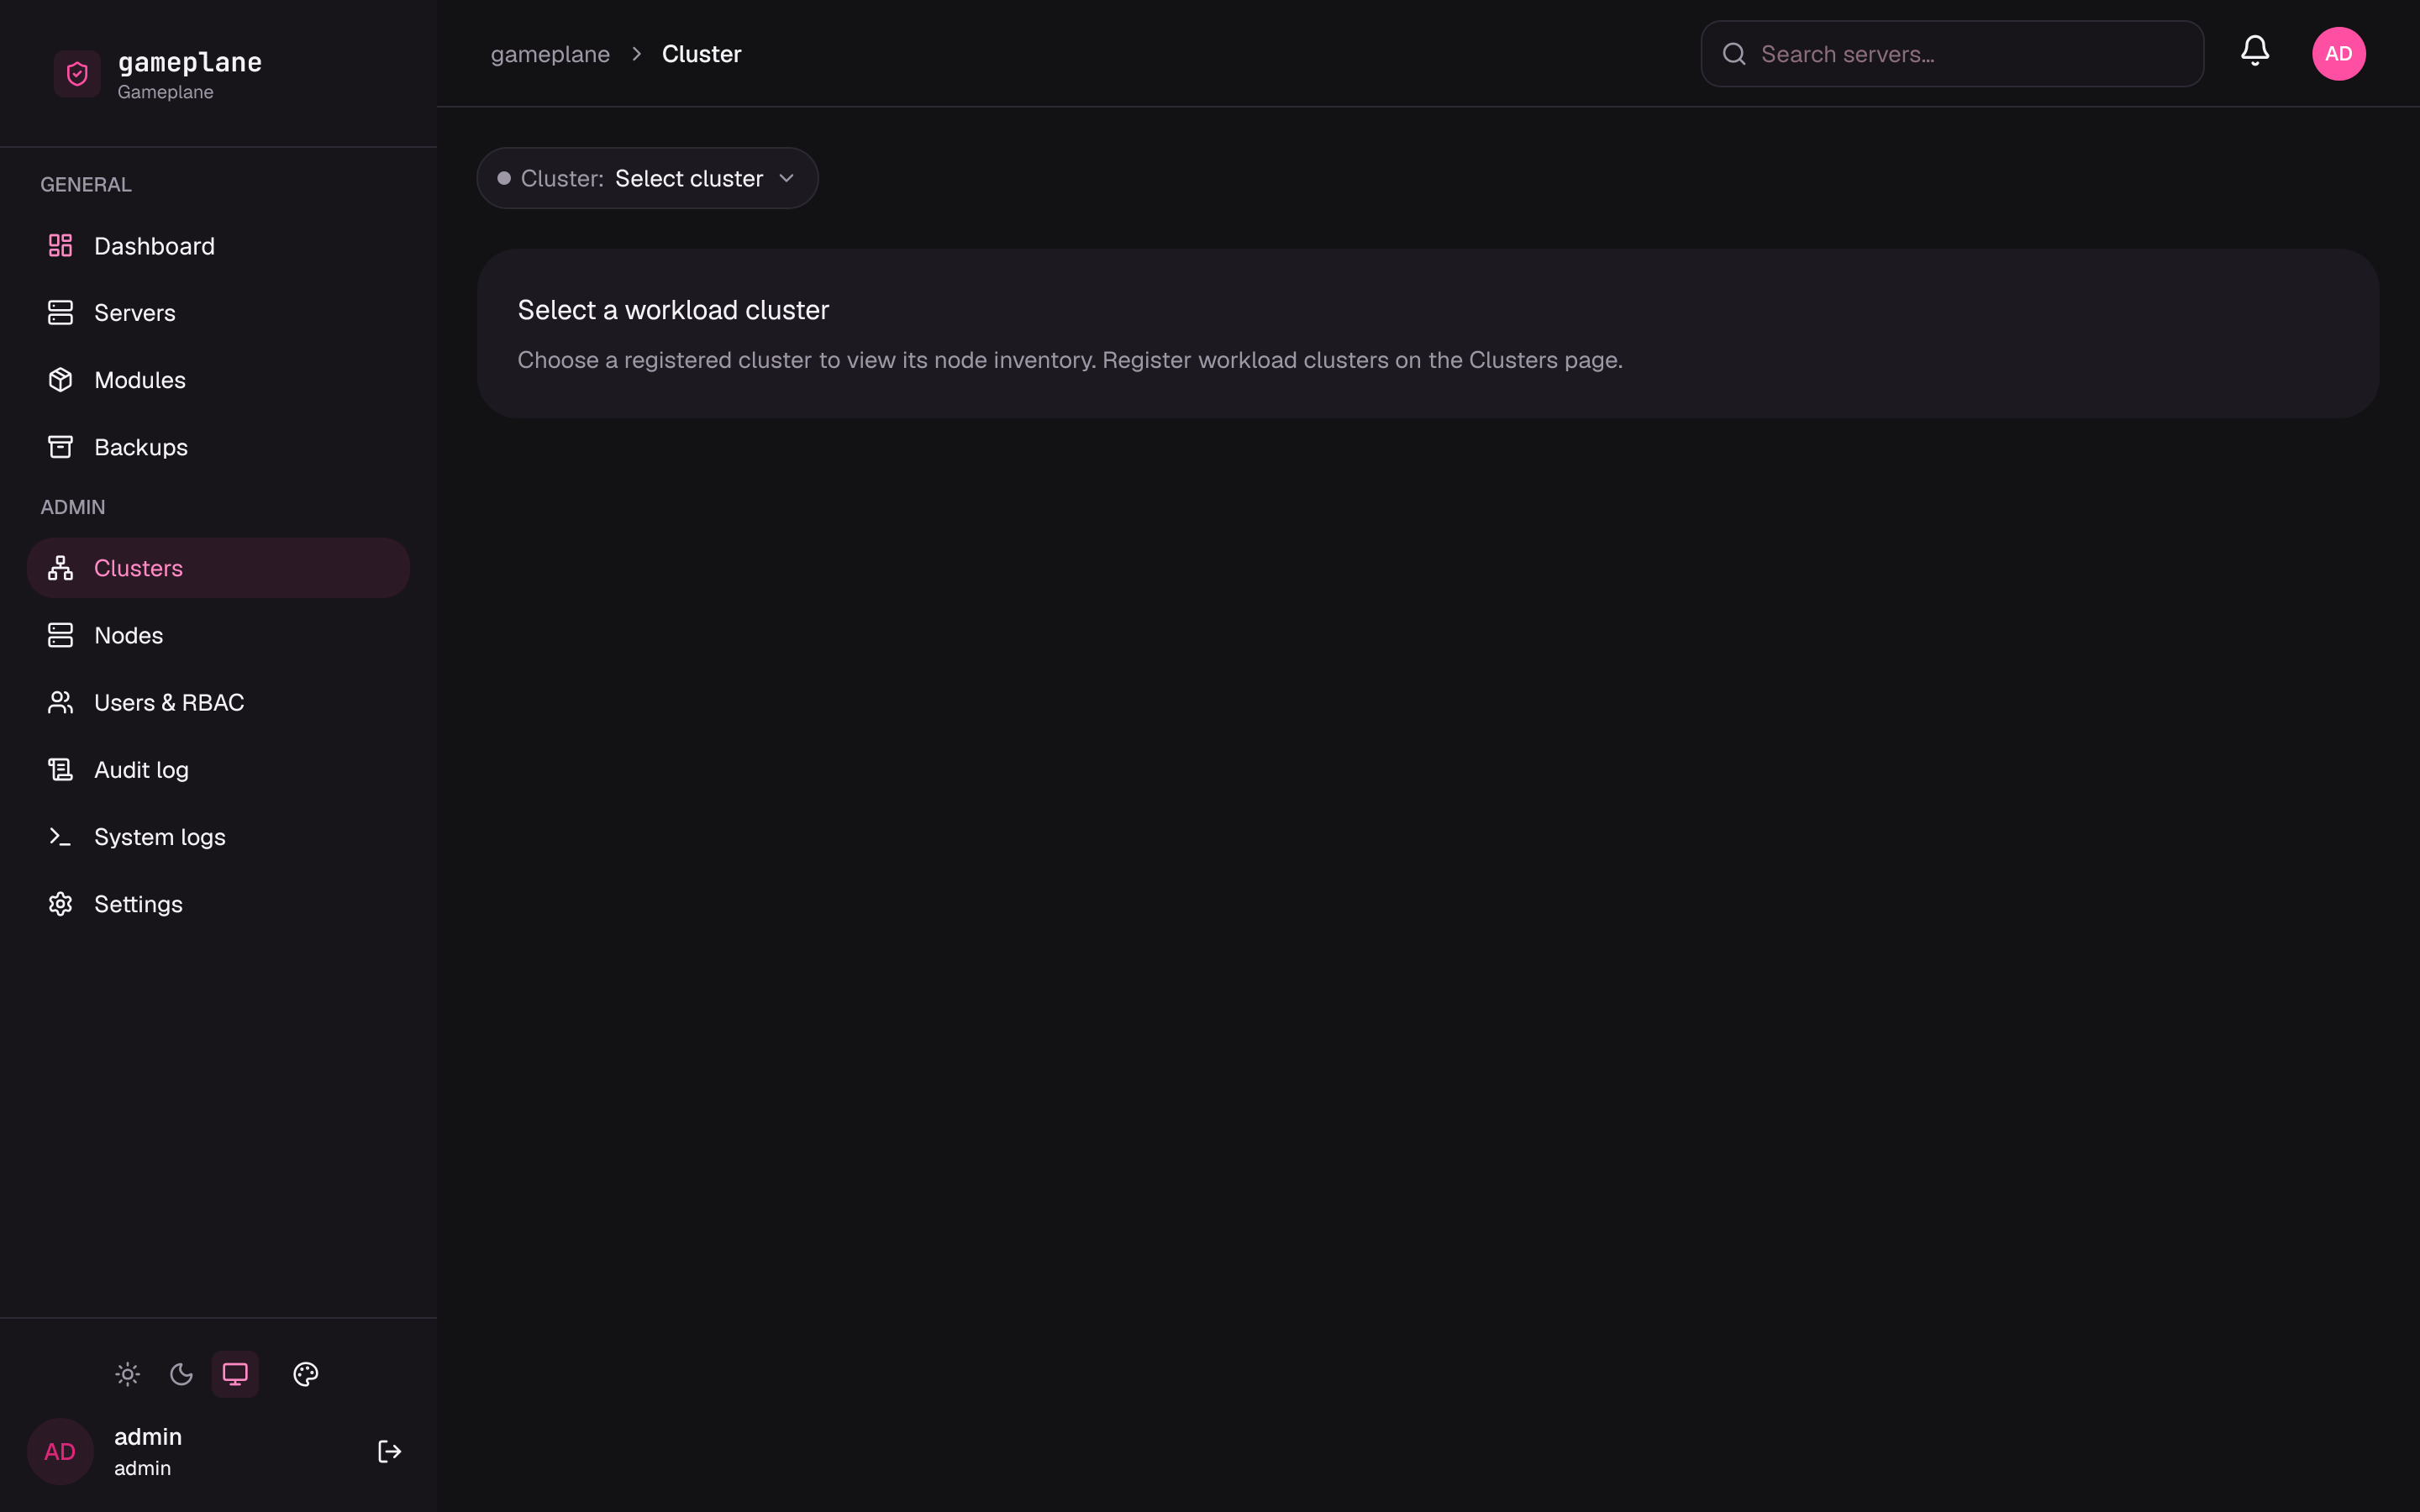 gameplane
Gameplane
GENERAL
Dashboard
Servers
Modules
Backups
ADMIN
Clusters
Nodes
Users & RBAC
Audit log
System logs
Settings
AD
admin
admin
gameplane > Cluster
Search servers...
AD
Cluster: Select cluster
Select a workload cluster
Choose a registered cluster to view its node inventory. Register workload clusters on the Clusters page.